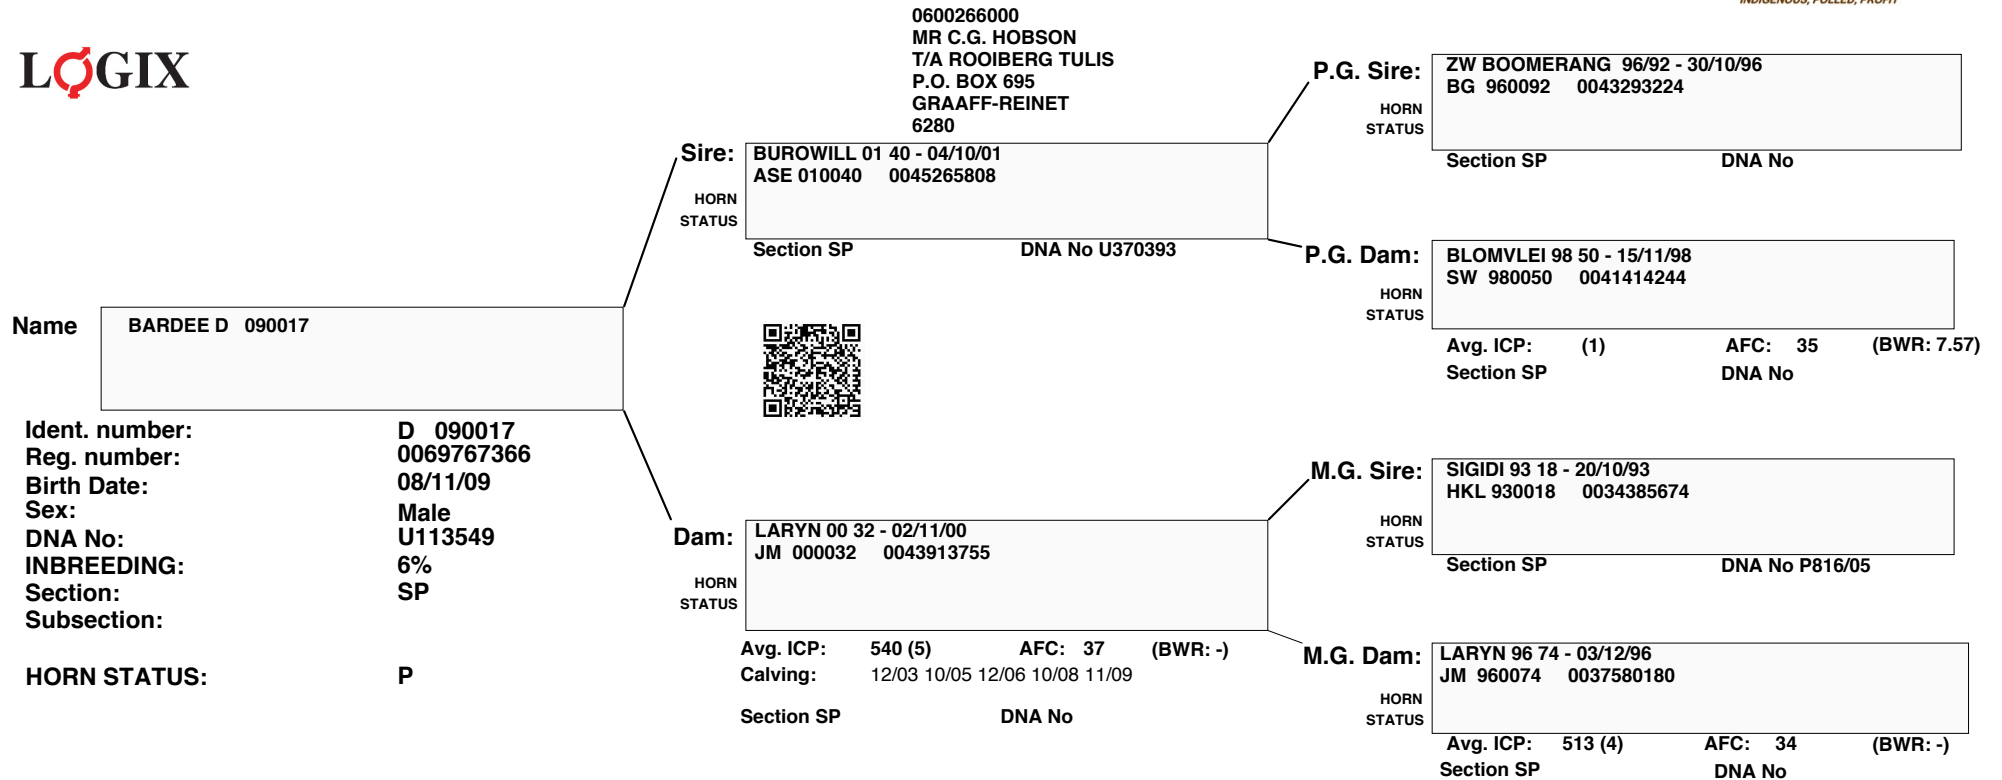 INDIGENOUS, POLLED, PROFIT
LOGIX
0600266000
MR C.G. HOBSON
T/A ROOIBERG TULIS
P.O. BOX 695
GRAAFF-REINET
6280
Name BARDEE D 090017
Ident. number: D 090017
Reg. number: 0069767366
Birth Date: 08/11/09
Sex: Male
DNA No: U113549
INBREEDING: 6%
Section: SP
Subsection:
HORN STATUS: P
Sire: BUROWILL 01 40 - 04/10/01
ASE 010040 0045265808
HORN
STATUS
Section SP DNA No U370393
Dam: LARYN 00 32 - 02/11/00
JM 000032 0043913755
HORN
STATUS
Avg. ICP: 540 (5) AFC: 37 (BWR: -)
Calving: 12/03 10/05 12/06 10/08 11/09
Section SP DNA No
P.G. Sire: ZW BOOMERANG 96/92 - 30/10/96
BG 960092 0043293224
HORN
STATUS
Section SP DNA No
P.G. Dam: BLOMVLEI 98 50 - 15/11/98
SW 980050 0041414244
HORN
STATUS
Avg. ICP: (1) AFC: 35 (BWR: 7.57)
Section SP DNA No
M.G. Sire: SIGIDI 93 18 - 20/10/93
HKL 930018 0034385674
HORN
STATUS
Section SP DNA No P816/05
M.G. Dam: LARYN 96 74 - 03/12/96
JM 960074 0037580180
HORN
STATUS
Avg. ICP: 513 (4) AFC: 34 (BWR: -)
Section SP DNA No